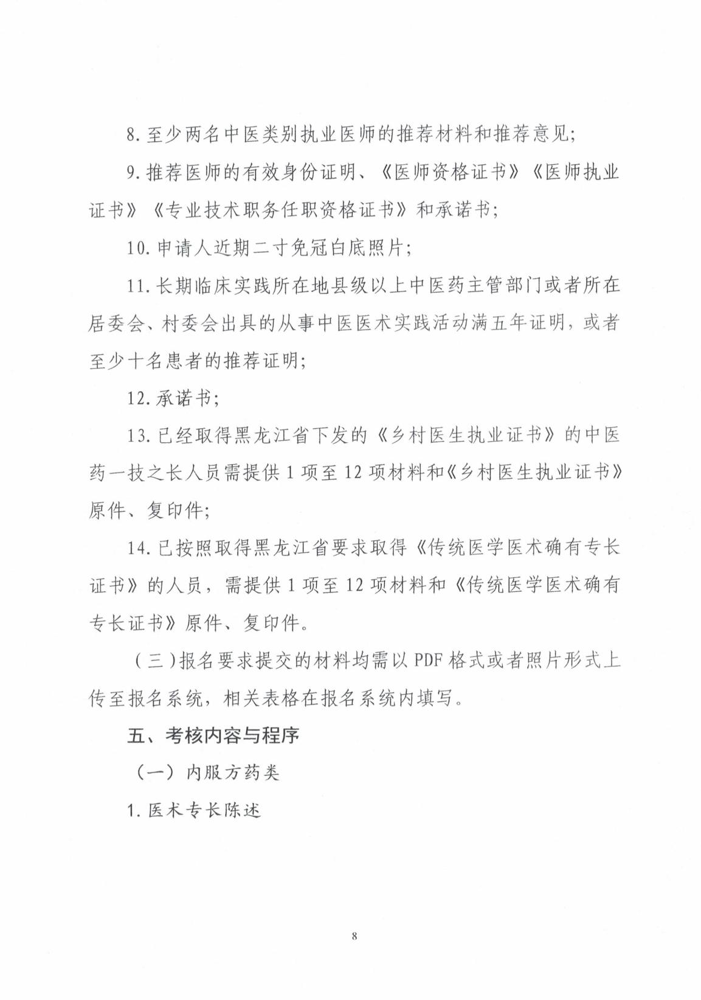 8.至少两名中医类别执业医师的推荐材料和推荐意见;
9.推荐医师的有效身份证明、《医师资格证书》《医师执业
证书》《专业技术职务任职资格证书》和承诺书;
10.申请人近期二寸免冠白底照片;
11.长期临床实践所在地县级以上中医药主管部门或者所在
居委会、村委会出具的从事中医医术实践活动满五年证明,或者
至少十名患者的推荐证明;
12.承诺书;
13.已经取得黑龙江省下发的《乡村医生执业证书》的中医
药一技之长人员需提供1项至12项材料和《乡村医生执业证书》
原件、复印件;
14.已按照取得黑龙江省要求取得《传统医学医术确有专长
证书》的人员,需提供1项至12项材料和《传统医学医术确有
专长证书》原件、复印件。
(三)报名要求提交的材料均需以PDF格式或者照片形式上
传至报名系统,相关表格在报名系统内填写。
五、考核内容与程序
(一)内服方药类
1.医术专长陈述
8